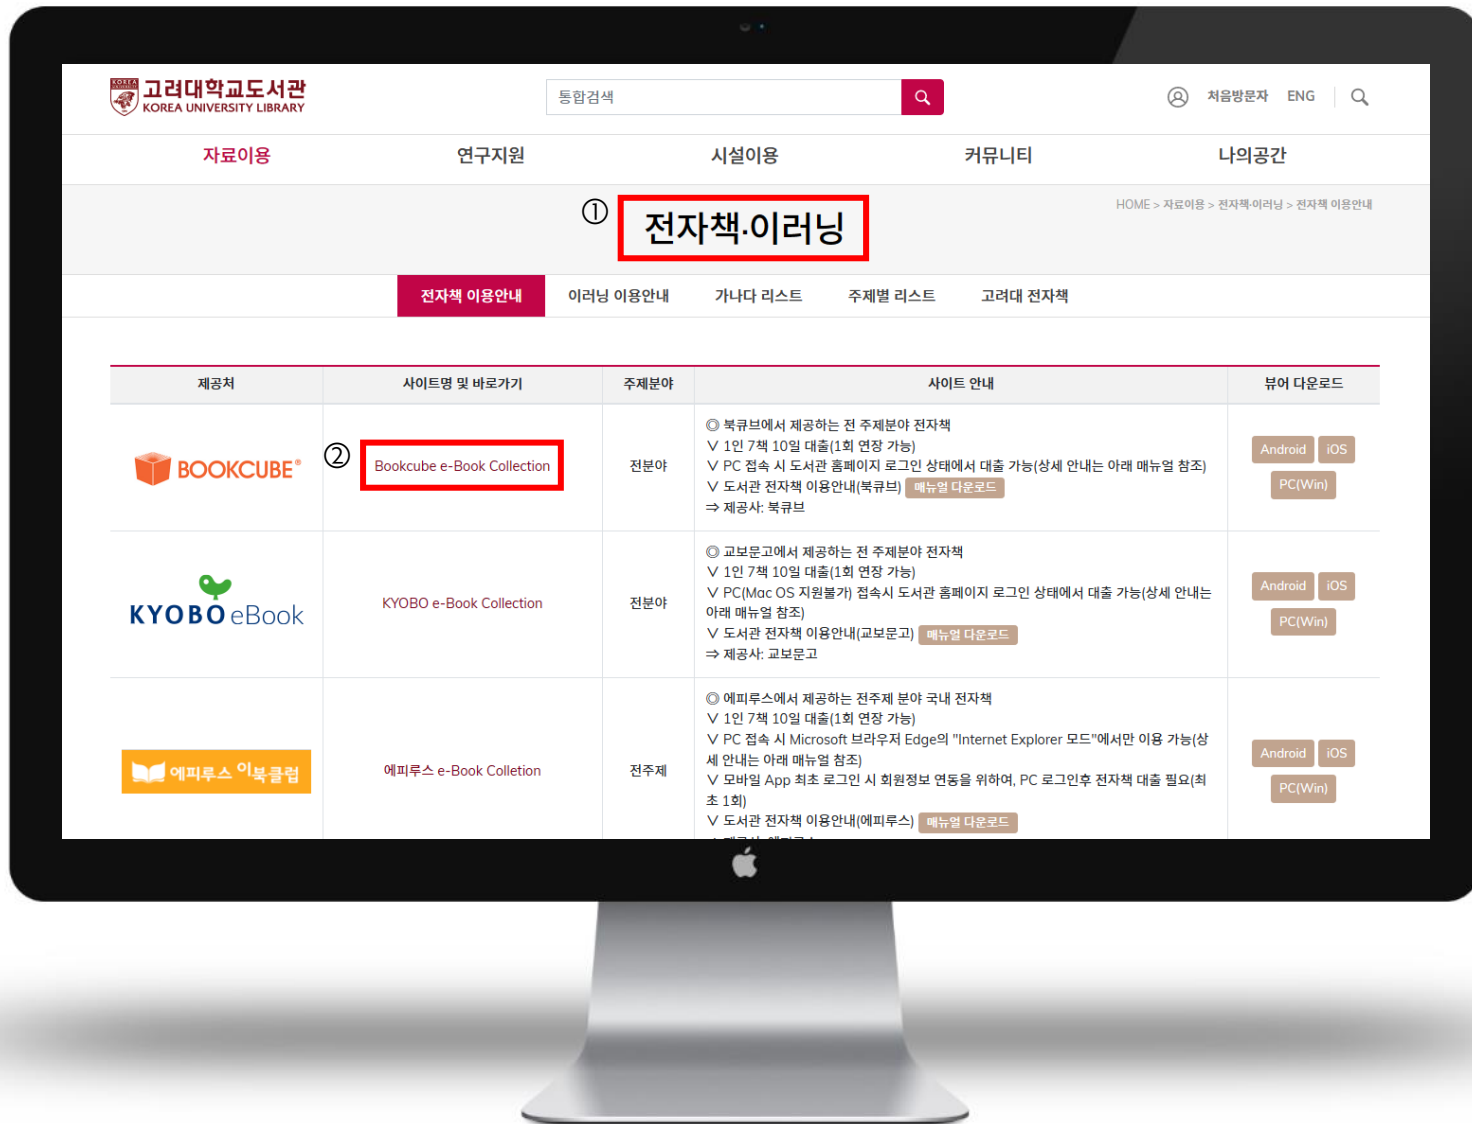 고려대학교도서관
KOREA UNIVERSITY LIBRARY
통합검색
처음방문자 ENG
자료이용 연구지원 시설이용 커뮤니티 나의공간
① 전자책·이러닝
HOME > 자료이용 > 전자책·이러닝 > 전자책 이용안내
전자책 이용안내 이러닝 이용안내 가나다 리스트 주제별 리스트 고려대 전자책
제공처 사이트명 및 바로가기 주제분야 사이트 안내 뷰어 다운로드
BOOKCUBE®
② Bookcube e-Book Collection
전분야
◎ 북큐브에서 제공하는 전 주제분야 전자책
∨ 1인 7책 10일 대출(1회 연장 가능)
∨ PC 접속 시 도서관 홈페이지 로그인 상태에서 대출 가능(상세 안내는 아래 매뉴얼 참조)
∨ 도서관 전자책 이용안내(북큐브) 매뉴얼 다운로드
⇒ 제공사: 북큐브
Android iOS
PC(Win)
KYOBO eBook
KYOBO e-Book Collection
전분야
◎ 교보문고에서 제공하는 전 주제분야 전자책
∨ 1인 7책 10일 대출(1회 연장 가능)
∨ PC(Mac OS 지원불가) 접속시 도서관 홈페이지 로그인 상태에서 대출 가능(상세 안내는
아래 매뉴얼 참조)
∨ 도서관 전자책 이용안내(교보문고) 매뉴얼 다운로드
⇒ 제공사: 교보문고
Android iOS
PC(Win)
에피루스 이북클럽
에피루스 e-Book Colletion
전주제
◎ 에피루스에서 제공하는 전주제 분야 국내 전자책
∨ 1인 7책 10일 대출(1회 연장 가능)
∨ PC 접속 시 Microsoft 브라우저 Edge의 "Internet Explorer 모드"에서만 이용 가능(상
세 안내는 아래 매뉴얼 참조)
∨ 모바일 App 최초 로그인 시 회원정보 연동을 위하여, PC 로그인후 전자책 대출 필요(최
초 1회)
∨ 도서관 전자책 이용안내(에피루스) 매뉴얼 다운로드
Android iOS
PC(Win)